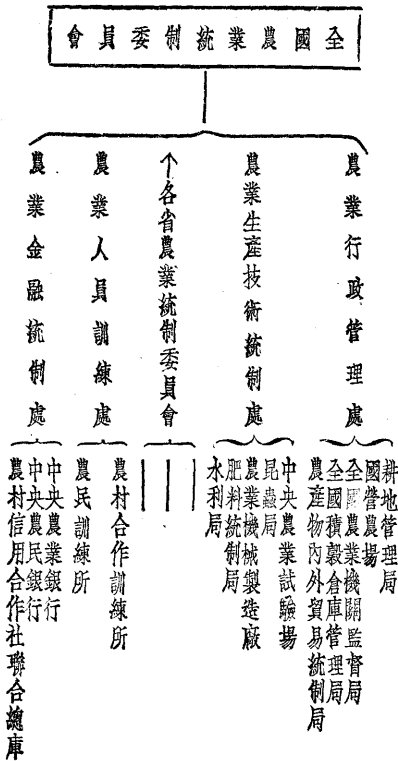 全國農業統制委員會
農業行政管理處
農業生產技術統制處
各省農業統制委員會
農業人員訓練處
農業金融統制處
耕地管理局
國營農場
全國農業機關監督局
全國積穀倉庫管理局
農產物內外貿易統制局
中央農業試驗場
昆蟲局
農業機械製造廠
肥料統制局
水利局
農村合作訓練所
農民訓練所
中央農業銀行
中央農民銀行
農村信用合作社聯合總庫